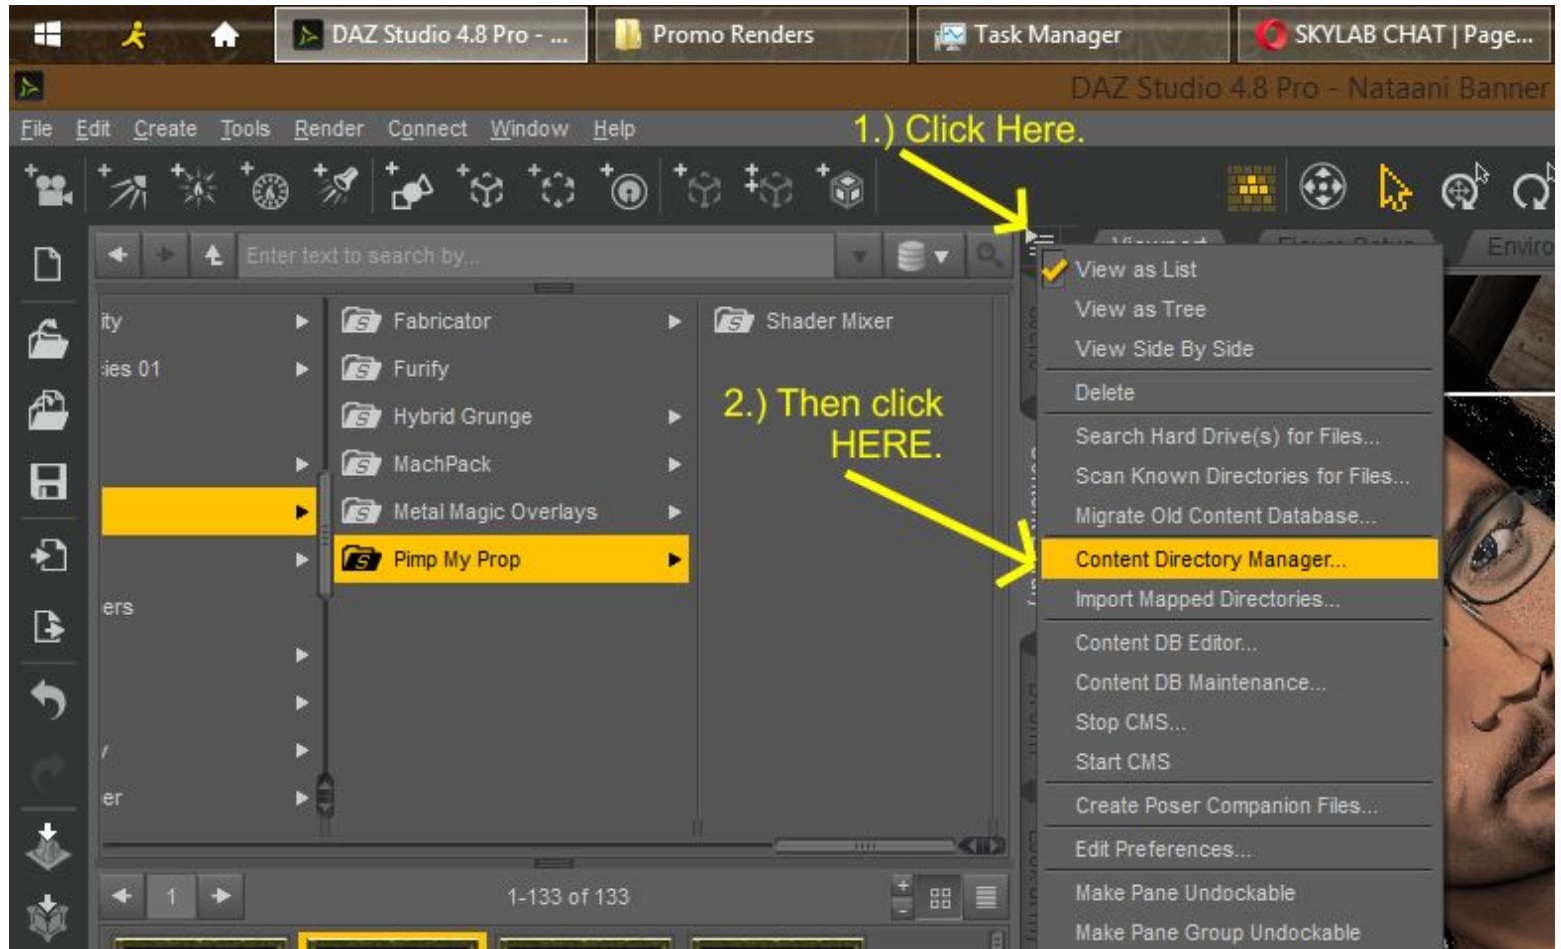 DAZ Studio 4.8 Pro - ...
Promo Renders
Task Manager
SKYLAB CHAT | Page...
DAZ Studio 4.8 Pro - Nataani Banner
File Edit Create Tools Render Connect Window Help
1.) Click Here.
Enter text to search by...
Viewport
Figure Setup
Enviro
ity
ies 01
ers
y
er
Fabricator
Furify
Hybrid Grunge
MachPack
Metal Magic Overlays
Pimp My Prop
Shader Mixer
2.) Then click
HERE.
View as List
View as Tree
View Side By Side
Delete
Search Hard Drive(s) for Files...
Scan Known Directories for Files...
Migrate Old Content Database...
Content Directory Manager...
Import Mapped Directories...
Content DB Editor...
Content DB Maintenance...
Stop CMS...
Start CMS
Create Poser Companion Files...
Edit Preferences...
Make Pane Undockable
Make Pane Group Undockable
1
1-133 of 133